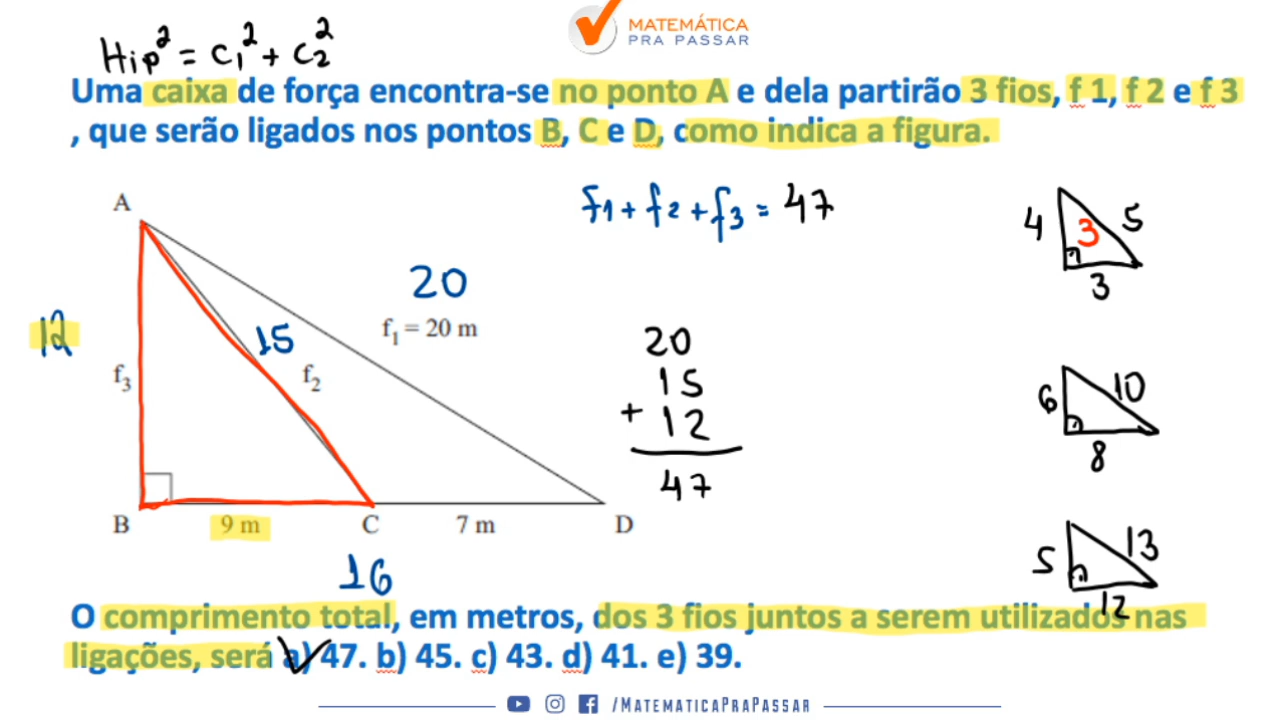 MATEMÁTICA
PRA PASSAR
Hip² = c₁² + c₂²
Uma caixa de força encontra-se no ponto A e dela partirão 3 fios, f 1, f 2 e f 3
, que serão ligados nos pontos B, C e D, como indica a figura.
A
f1 + f2 + f3 = 47
4
3
5
3
20
12
15
f₁ = 20 m
f₃
f₂
20
15
+ 12
47
6
10
8
B
9 m
C
7 m
D
16
5
13
12
O comprimento total, em metros, dos 3 fios juntos a serem utilizados nas
ligações, será a) 47. b) 45. c) 43. d) 41. e) 39.
/MATEMATICAPRAPASSAR